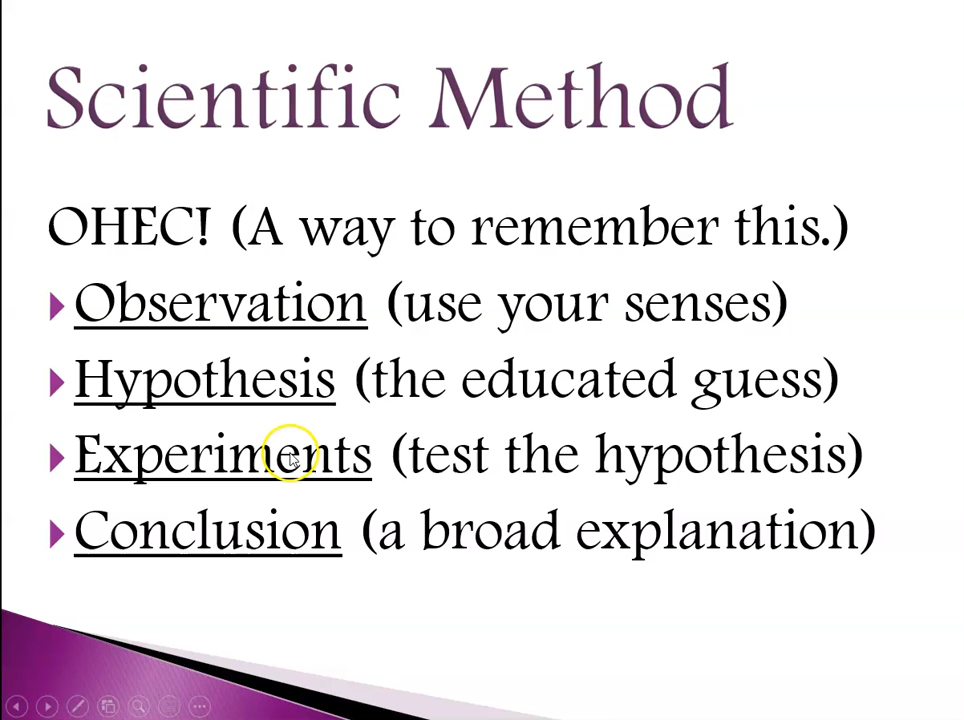 Scientific Method
OHEC! (A way to remember this.)
Observation (use your senses)
Hypothesis (the educated guess)
Experiments (test the hypothesis)
Conclusion (a broad explanation)